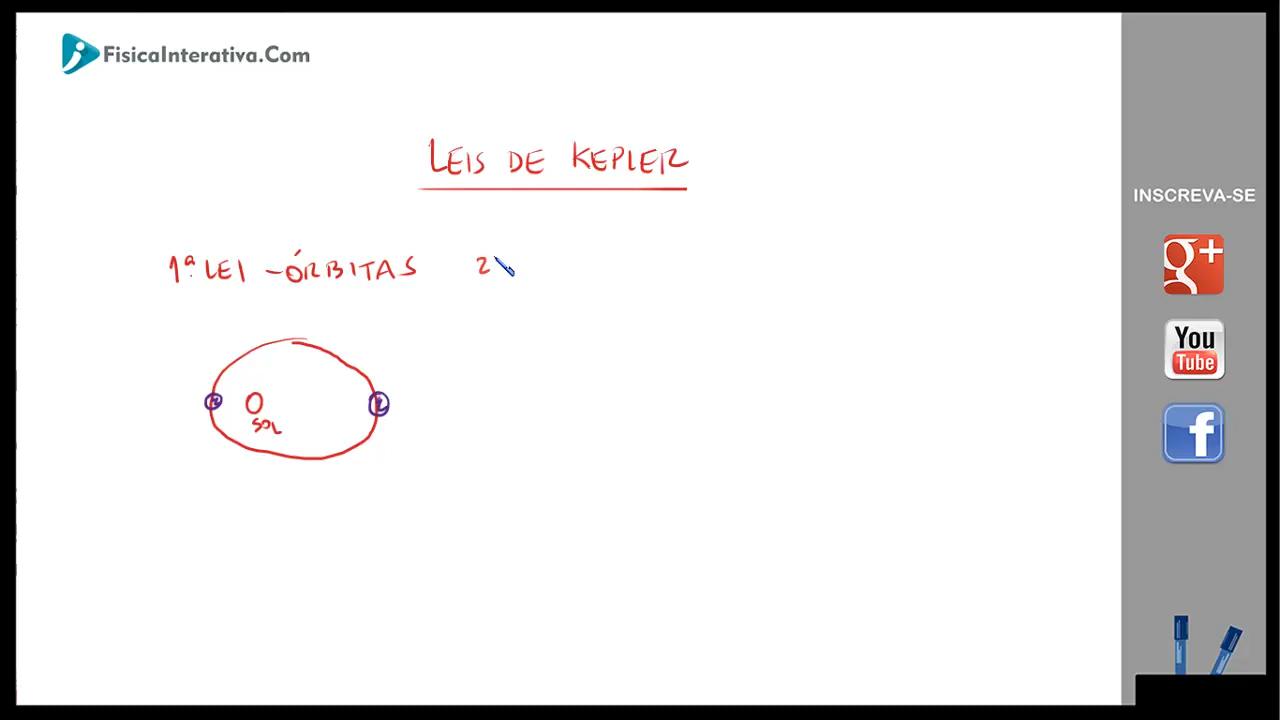 FisicaInterativa.Com
LEIS DE KEPLER
INSCREVA-SE
1ª LEI - ÓRBITAS 2
g+
SOL
You
Tube
f